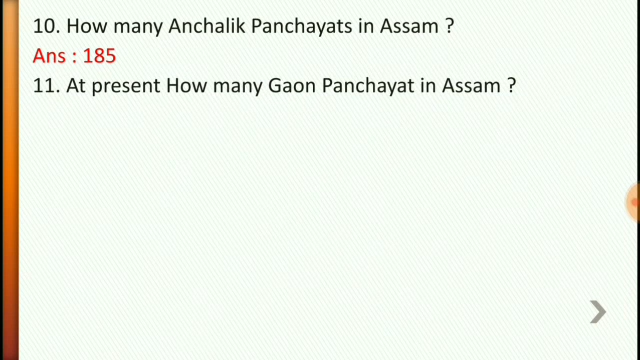 10. How many Anchalik Panchayats in Assam ?
Ans : 185
11. At present How many Gaon Panchayat in Assam ?